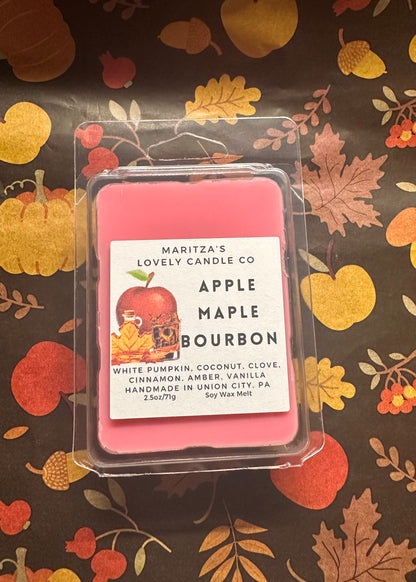 MARITZA'S
LOVELY CANDLE CO
APPLE
MAPLE
BOURBON
WHITE PUMPKIN, COCONUT, CLOVE,
CINNAMON, AMBER, VANILLA
HANDMADE IN UNION CITY, PA
2.5oz/71g Soy Wax Melt